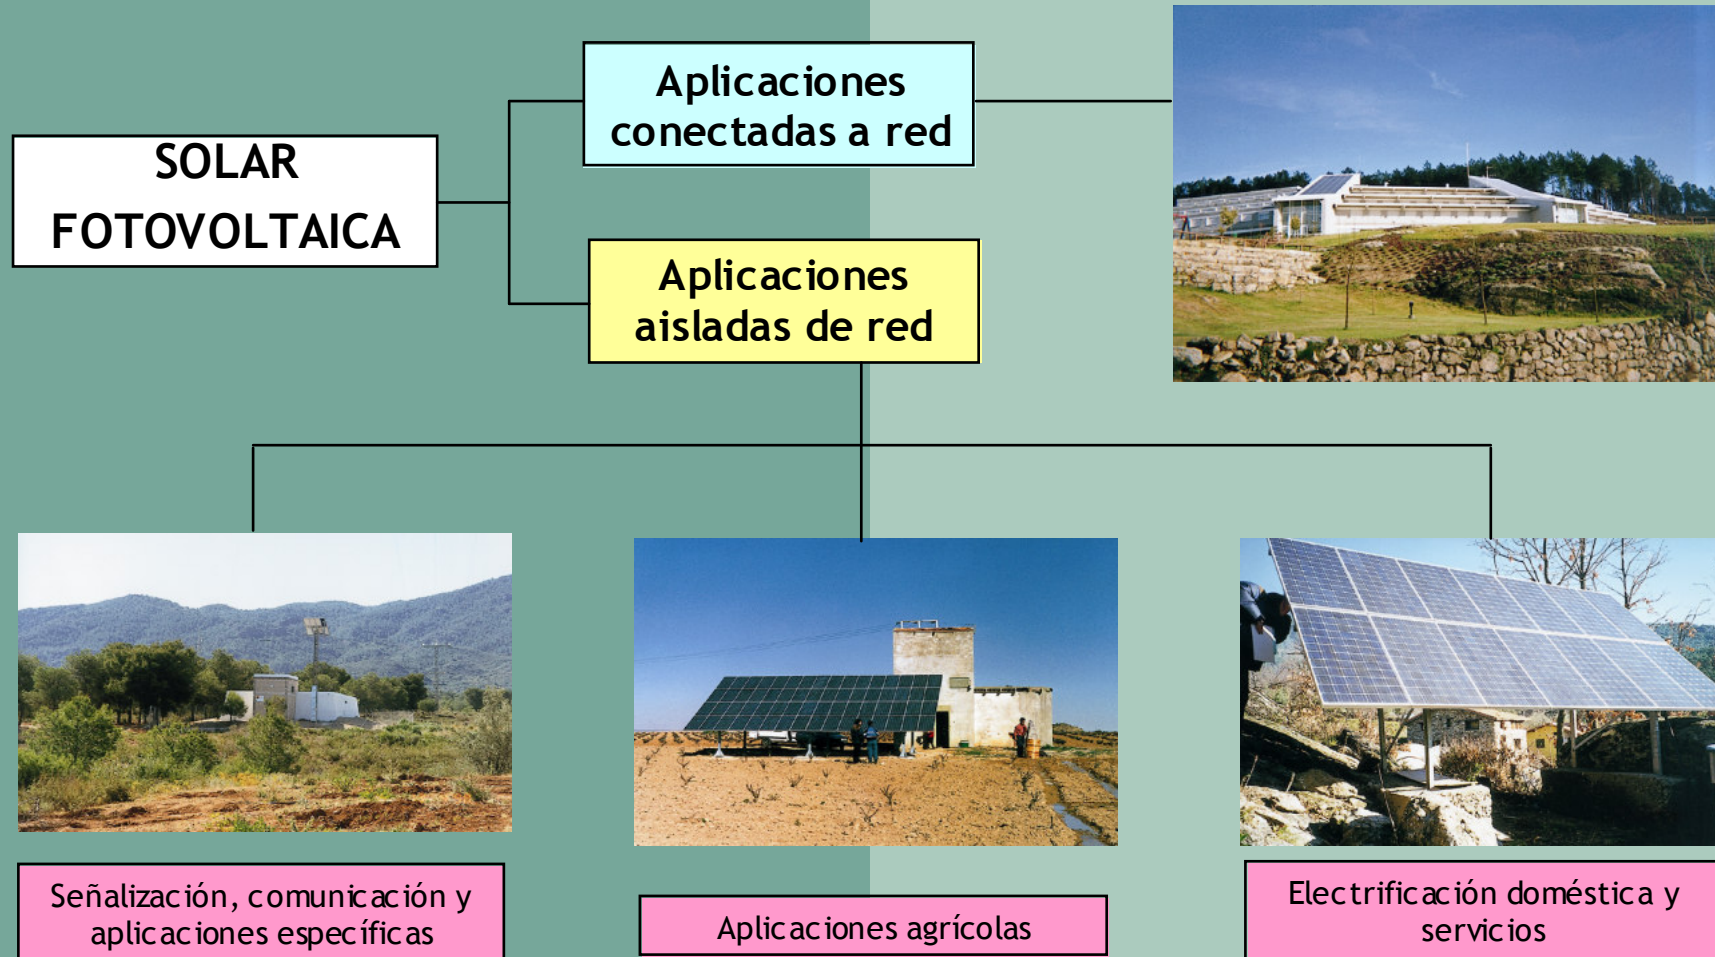 Aplicaciones
conectadas a red
SOLAR
FOTOVOLTAICA
Aplicaciones
aisladas de red
Señalización, comunicación y
aplicaciones específicas
Aplicaciones agrícolas
Electrificación doméstica y
servicios